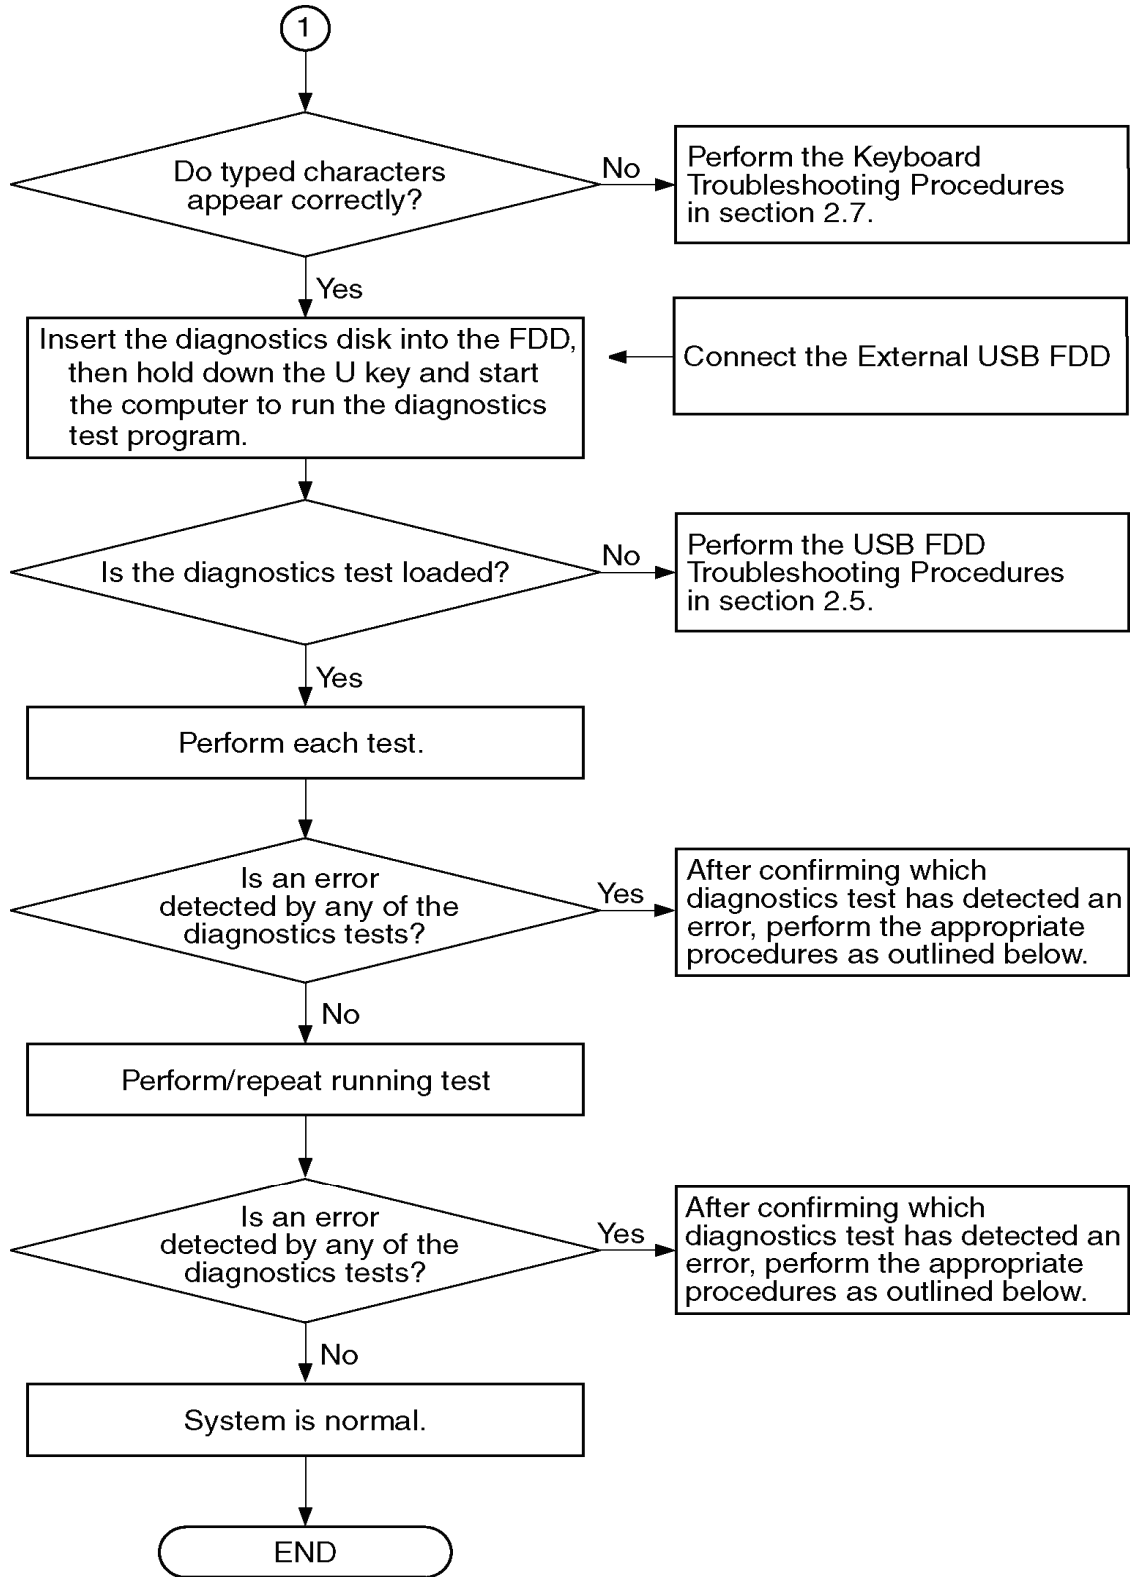 1
Do typed characters
appear correctly?
No
Perform the Keyboard
Troubleshooting Procedures
in section 2.7.
Yes
Insert the diagnostics disk into the FDD,
then hold down the U key and start
the computer to run the diagnostics
test program.
Connect the External USB FDD
Is the diagnostics test loaded?
No
Perform the USB FDD
Troubleshooting Procedures
in section 2.5.
Yes
Perform each test.
Is an error
detected by any of the
diagnostics tests?
Yes
After confirming which
diagnostics test has detected an
error, perform the appropriate
procedures as outlined below.
No
Perform/repeat running test
Is an error
detected by any of the
diagnostics tests?
Yes
After confirming which
diagnostics test has detected an
error, perform the appropriate
procedures as outlined below.
No
System is normal.
END